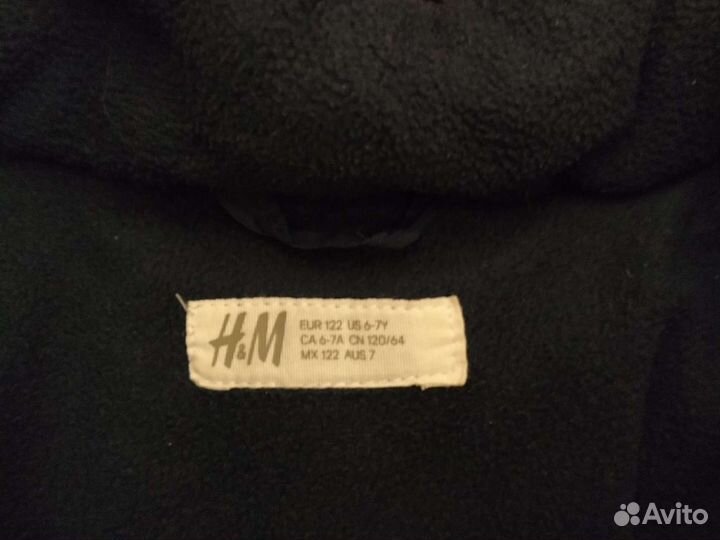 H&M
EUR 122 US 6-7Y
CA 6-7A CN 120/64
MX 122 AUS 7
Avito